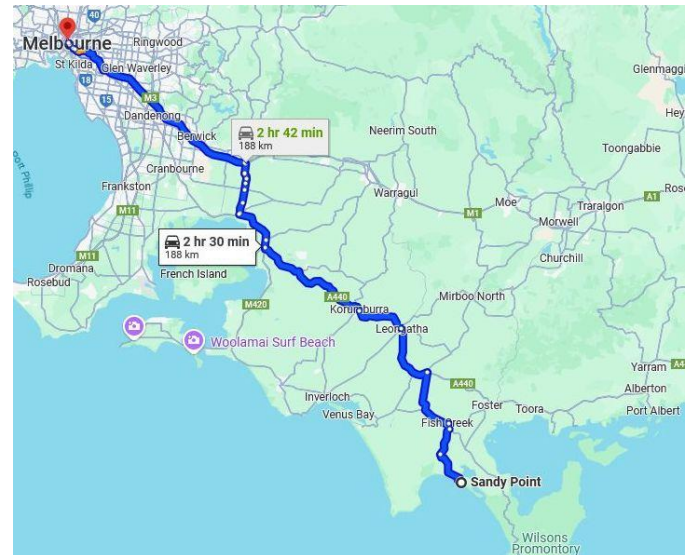 40
Melbourne
Ringwood
St Kilda
Glen Waverley
18
15
M3
Dandenong
Glenmaggi
Hey
2 hr 42 min
188 km
Neerim South
Toongabbie
Berwick
Cranbourne
Warragul
Frankston
M11
Moe
M1
Traralgon
A1
Rose
Morwell
Churchill
2 hr 30 min
188 km
M11
Dromana
Rosebud
French Island
M420
A440
Korumburra
Mirboo North
Leongatha
Woolamai Surf Beach
Yarram
A440
Alberton
Inverloch
Foster
Toora
Port Albert
Venus Bay
Fish Creek
Sandy Point
Wilsons
Promontory